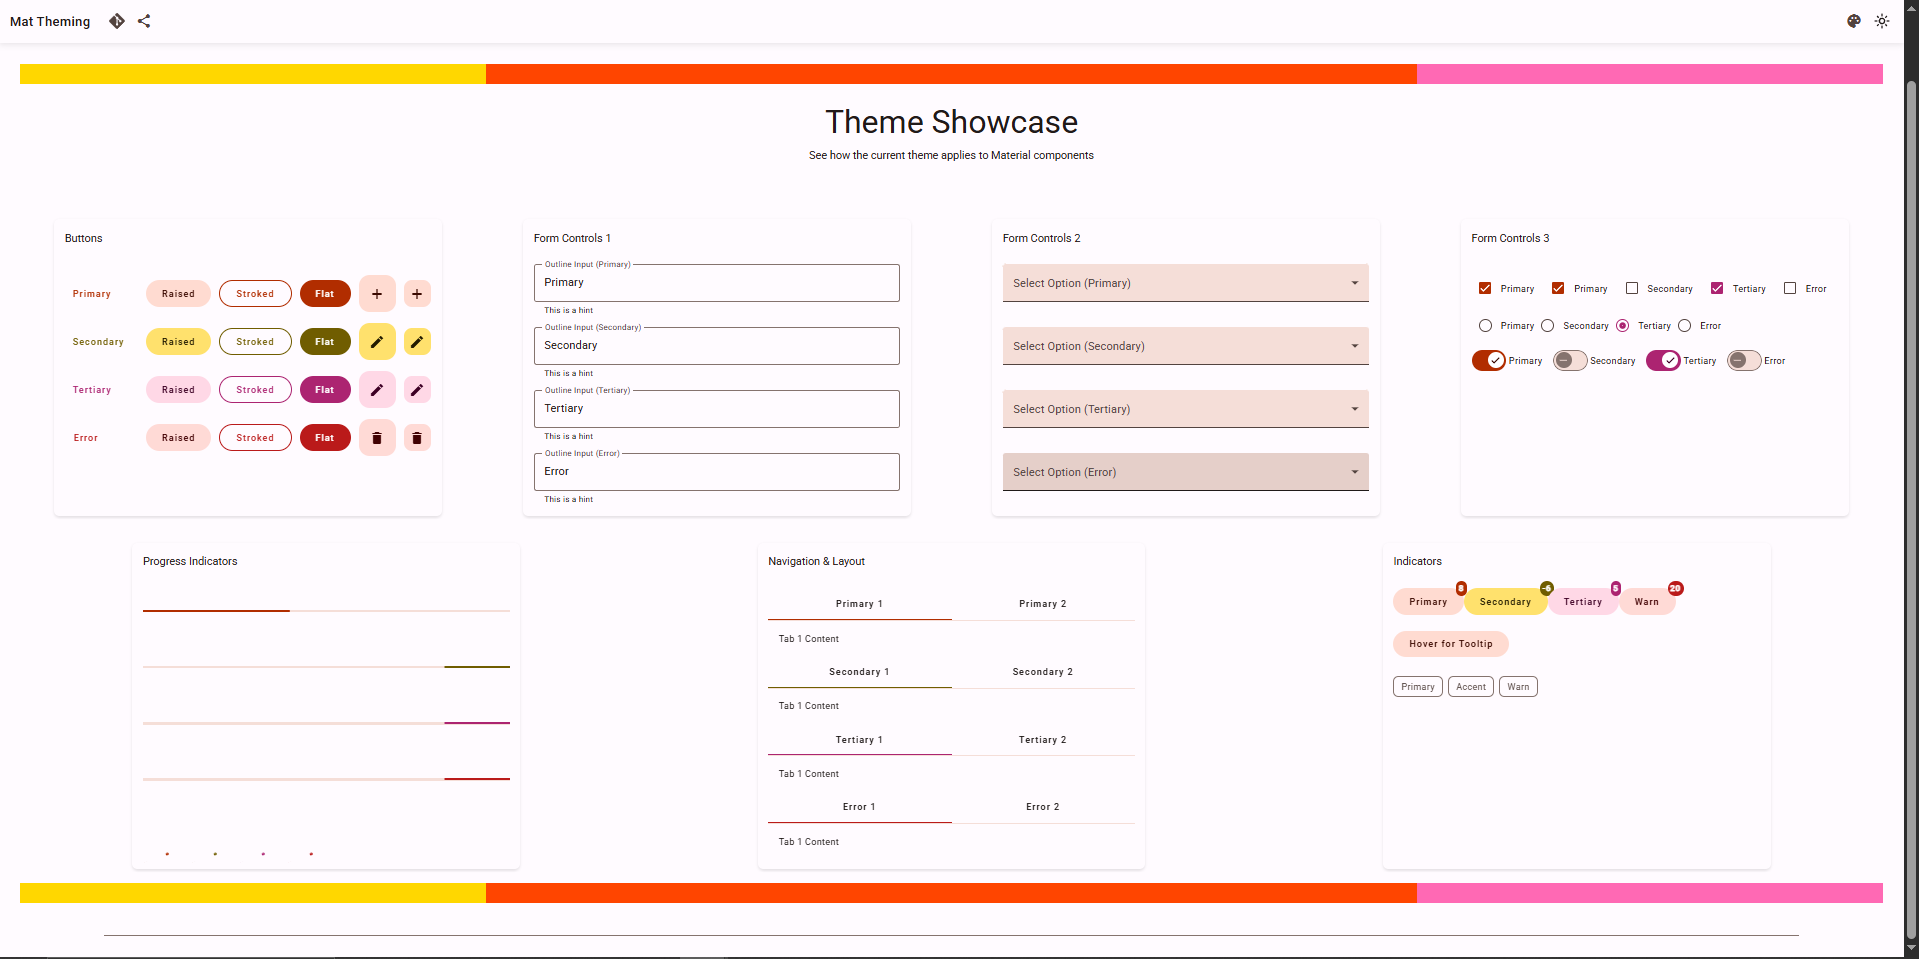 Mat Theming
Theme Showcase
See how the current theme applies to Material components
Buttons
Primary Raised Stroked Flat
Secondary Raised Stroked Flat
Tertiary Raised Stroked Flat
Error Raised Stroked Flat
Form Controls 1
Outline Input (Primary)
Primary
This is a hint
Outline Input (Secondary)
Secondary
This is a hint
Outline Input (Tertiary)
Tertiary
This is a hint
Outline Input (Error)
Error
This is a hint
Form Controls 2
Select Option (Primary)
Select Option (Secondary)
Select Option (Tertiary)
Select Option (Error)
Form Controls 3
Primary Primary Secondary Tertiary Error
Primary Secondary Tertiary Error
Primary Secondary Tertiary Error
Progress Indicators
Navigation & Layout
Primary 1 Primary 2
Tab 1 Content
Secondary 1 Secondary 2
Tab 1 Content
Tertiary 1 Tertiary 2
Tab 1 Content
Error 1 Error 2
Tab 1 Content
Indicators
8 -6 5 20
Primary Secondary Tertiary Warn
Hover for Tooltip
Primary Accent Warn